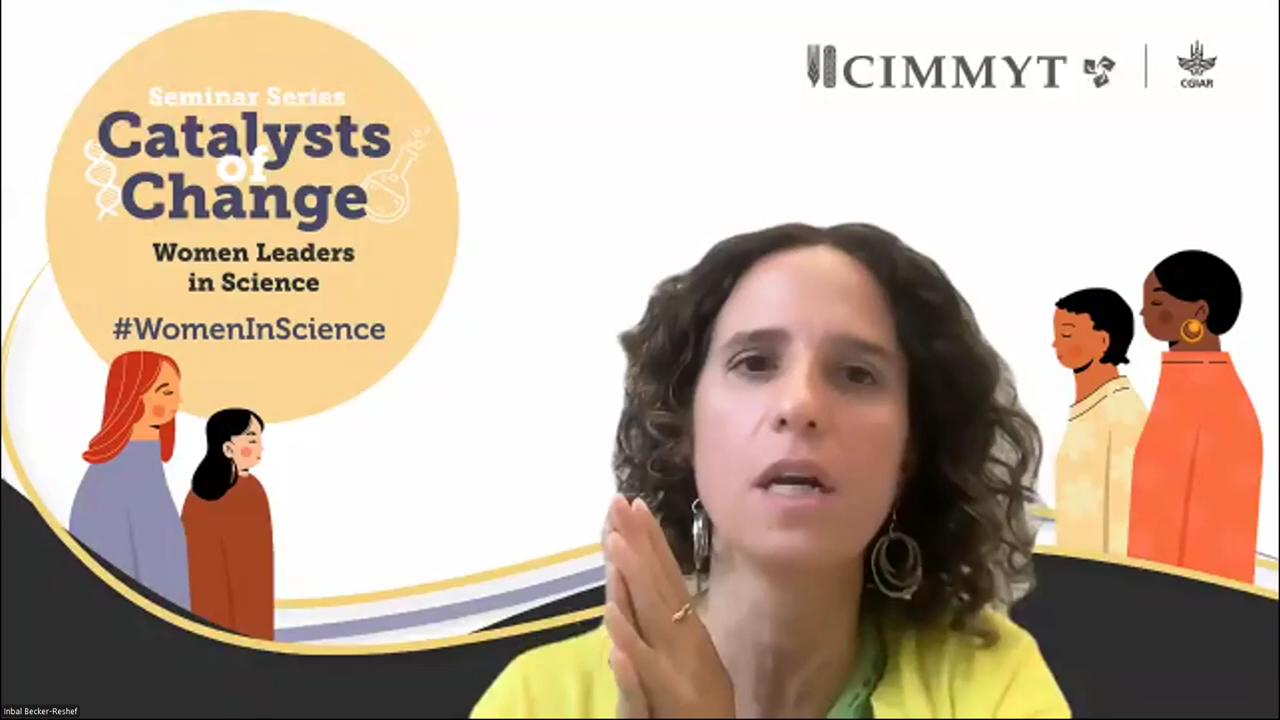 Seminar Series
Catalysts
of
Change
Women Leaders
in Science
#WomenInScience
CIMMYT
CGIAR
Inbal Becker-Reshef